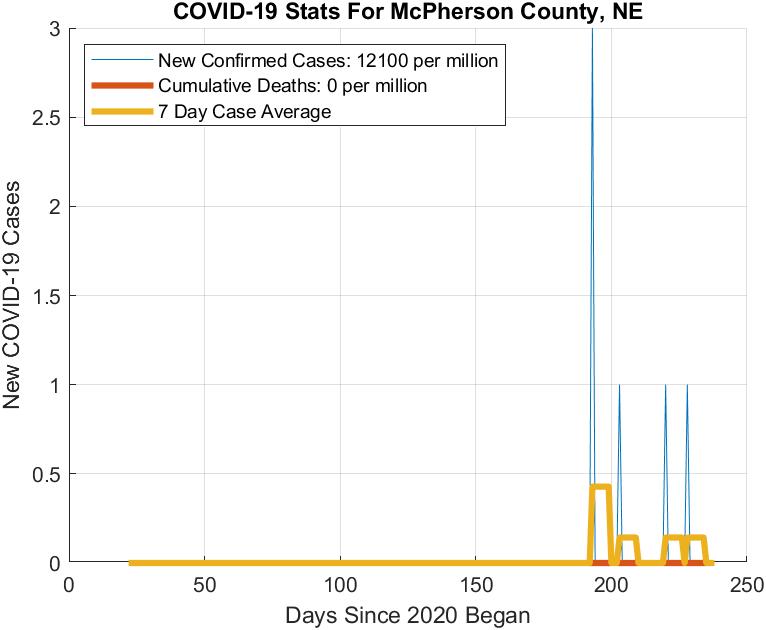 COVID-19 Stats For McPherson County, NE
New Confirmed Cases: 12100 per million
Cumulative Deaths: 0 per million
7 Day Case Average
New COVID-19 Cases
3
2.5
2
1.5
1
0.5
0
0 50 100 150 200 250
Days Since 2020 Began